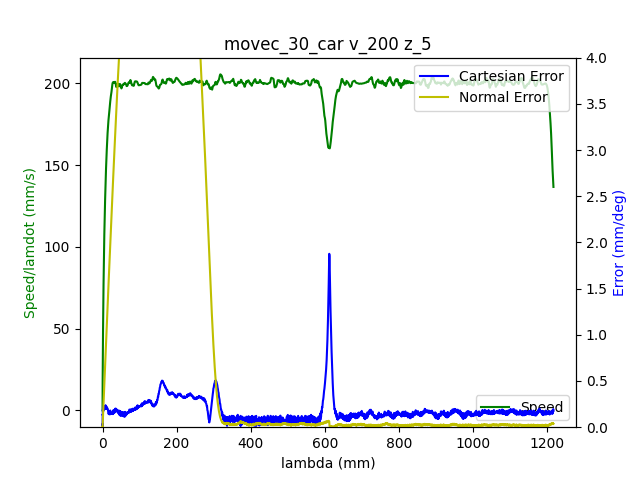 movec_30_car v_200 z_5
Cartesian Error
Normal Error
Speed
Speed/lamdot (mm/s)
200
150
100
50
0
4.0
3.5
3.0
2.5
2.0
1.5
1.0
0.5
0.0
Error (mm/deg)
0 200 400 600 800 1000 1200
lambda (mm)